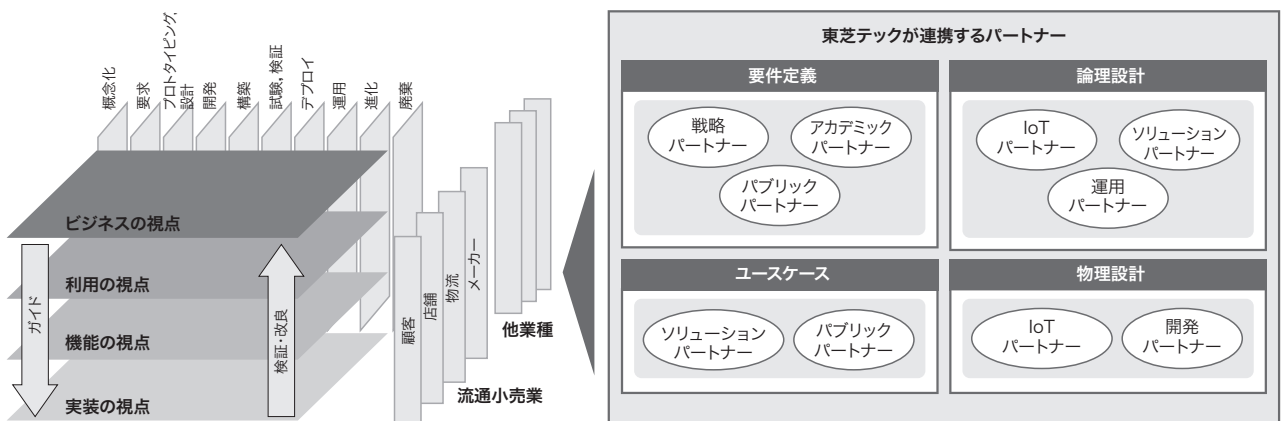 概念化
要求
プロトタイピング,
設計
開発
構築
試験,検証
デプロイ
運用
進化
廃棄
ビジネスの視点
利用の視点
機能の視点
実装の視点
ガイド
検証・改良
顧客
店舗
物流
メーカー
流通小売業
他業種
東芝テックが連携するパートナー
要件定義
戦略
パートナー
アカデミック
パートナー
パブリック
パートナー
論理設計
IoT
パートナー
ソリューション
パートナー
運用
パートナー
ユースケース
ソリューション
パートナー
パブリック
パートナー
物理設計
IoT
パートナー
開発
パートナー